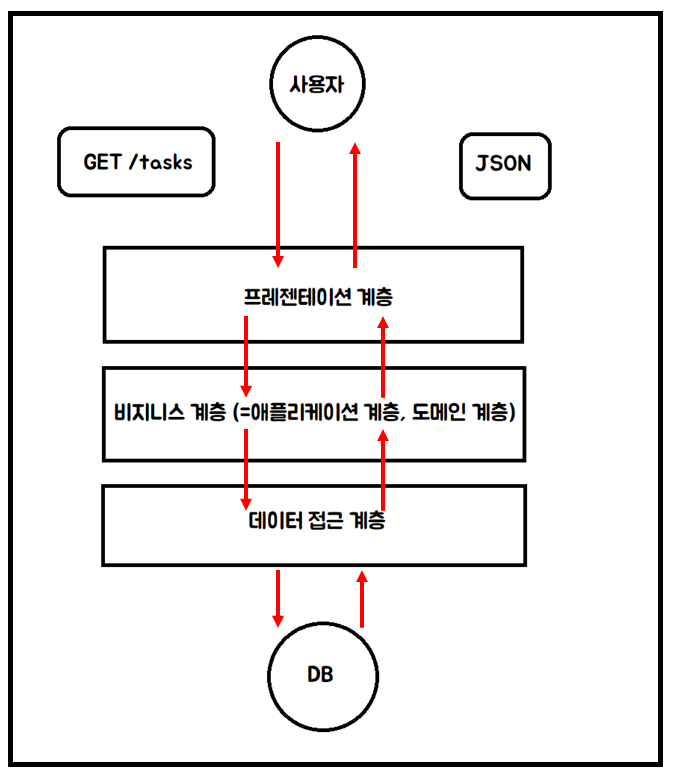 사용자
GET /tasks
JSON
프레젠테이션 계층
비지니스 계층 (=애플리케이션 계층, 도메인 계층)
데이터 접근 계층
DB